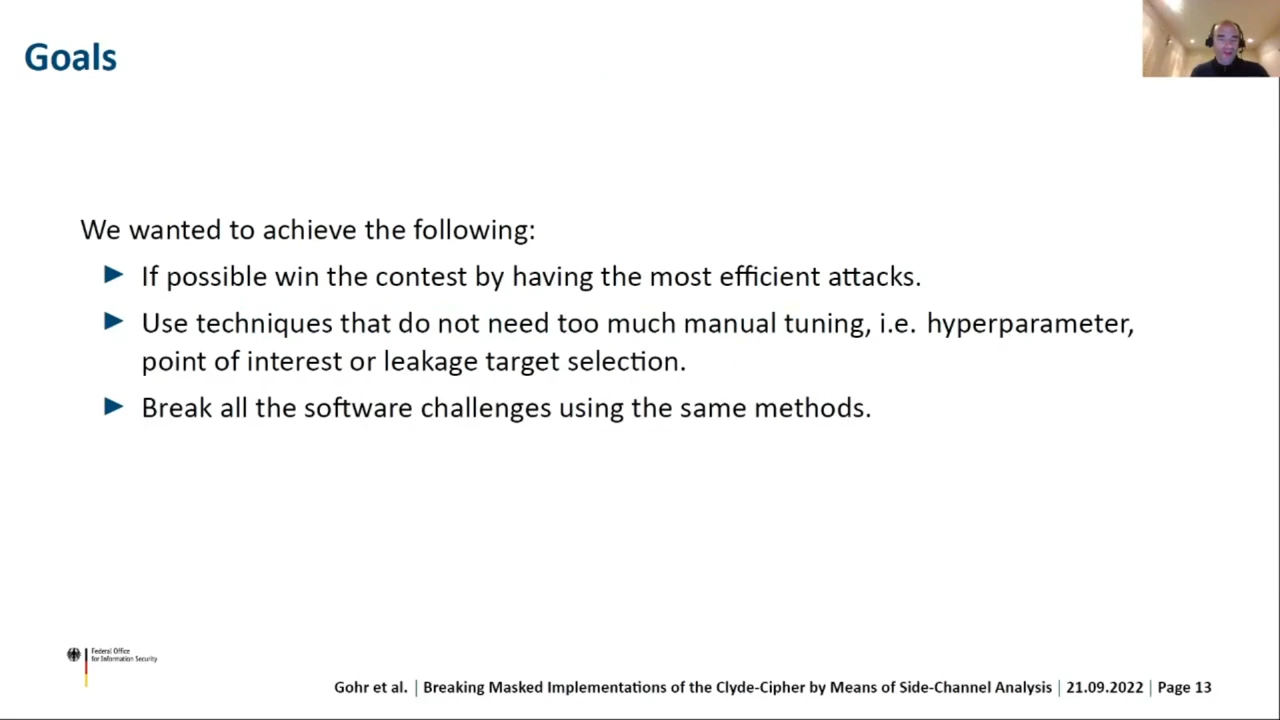 Goals
We wanted to achieve the following:
If possible win the contest by having the most efficient attacks.
Use techniques that do not need too much manual tuning, i.e. hyperparameter,
point of interest or leakage target selection.
Break all the software challenges using the same methods.
Federal Office
for Information Security
Gohr et al. | Breaking Masked Implementations of the Clyde-Cipher by Means of Side-Channel Analysis | 21.09.2022 | Page 13